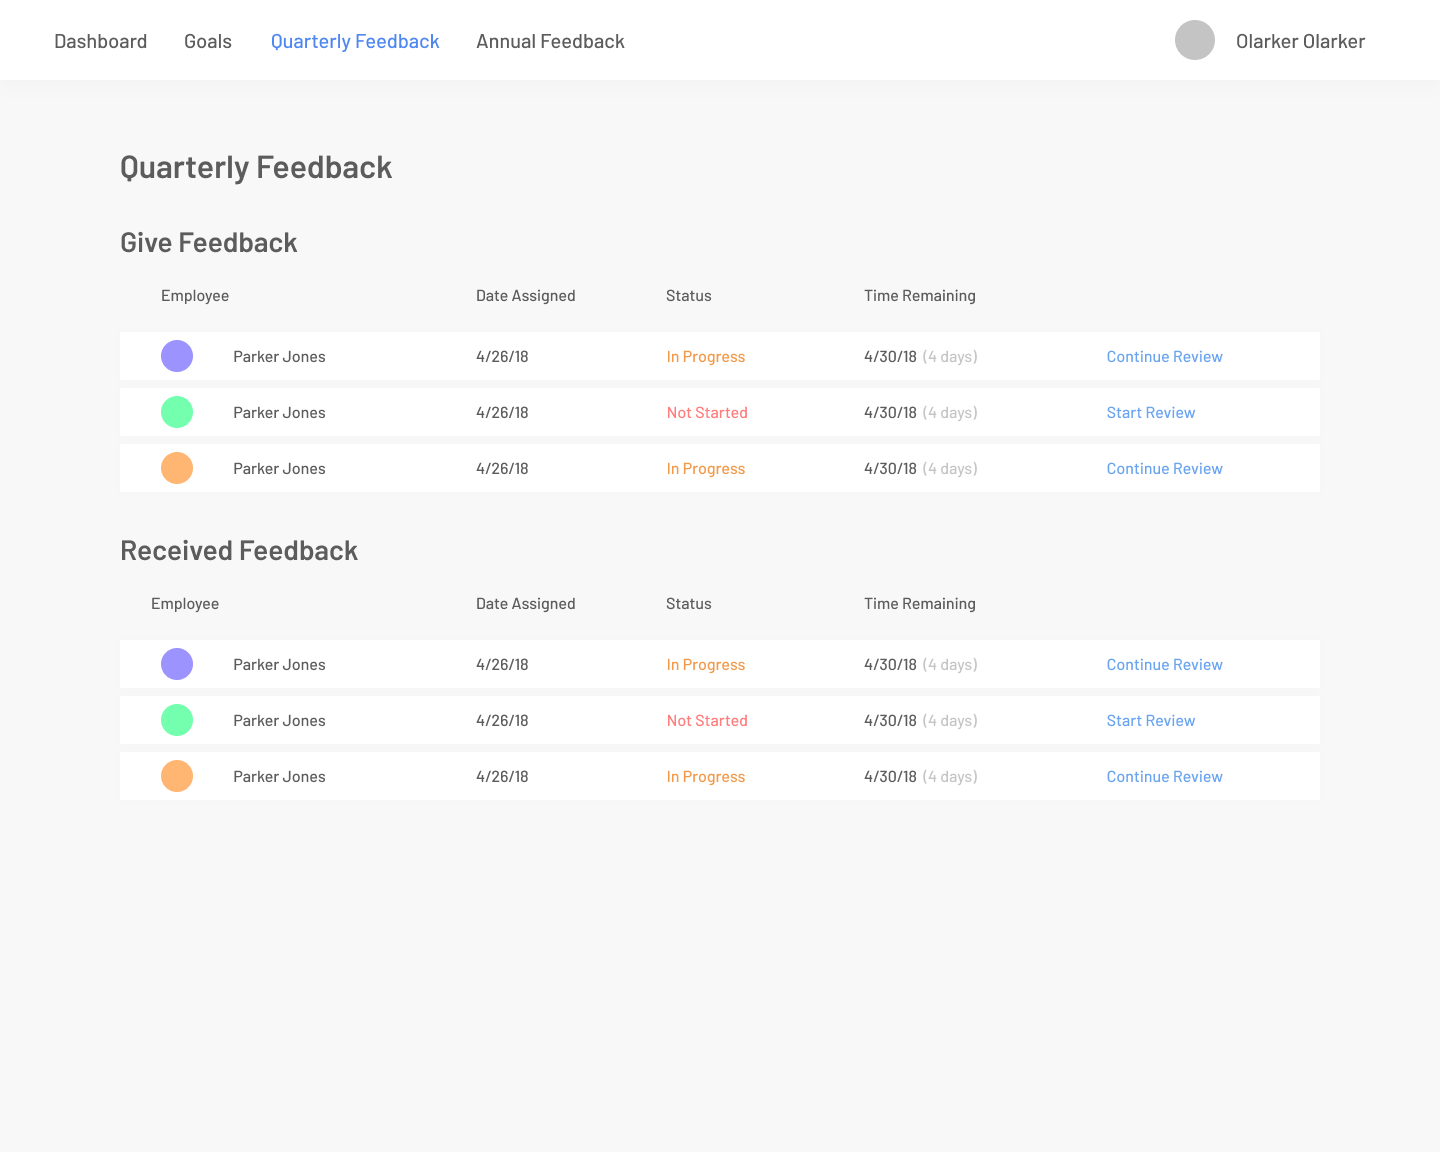 Dashboard Goals Quarterly Feedback Annual Feedback Olarker Olarker
Quarterly Feedback
Give Feedback
Employee Date Assigned Status Time Remaining
Parker Jones 4/26/18 In Progress 4/30/18 (4 days) Continue Review
Parker Jones 4/26/18 Not Started 4/30/18 (4 days) Start Review
Parker Jones 4/26/18 In Progress 4/30/18 (4 days) Continue Review
Received Feedback
Employee Date Assigned Status Time Remaining
Parker Jones 4/26/18 In Progress 4/30/18 (4 days) Continue Review
Parker Jones 4/26/18 Not Started 4/30/18 (4 days) Start Review
Parker Jones 4/26/18 In Progress 4/30/18 (4 days) Continue Review